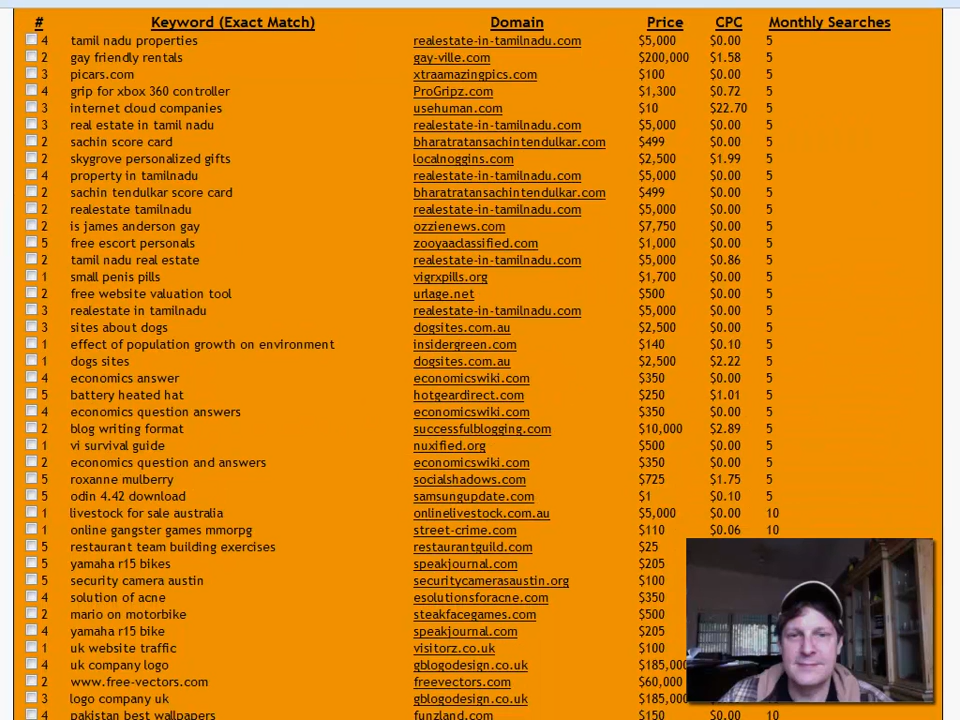 # Keyword (Exact Match) Domain Price CPC Monthly Searches
4 tamil nadu properties realestate-in-tamilnadu.com $5,000 $0.00 5
2 gay friendly rentals gay-ville.com $200,000 $1.58 5
3 picars.com xtraamazingpics.com $100 $0.00 5
4 grip for xbox 360 controller ProGripz.com $1,300 $0.72 5
3 internet cloud companies usehuman.com $10 $22.70 5
3 real estate in tamil nadu realestate-in-tamilnadu.com $5,000 $0.00 5
2 sachin score card bharatratansachintendulkar.com $499 $0.00 5
2 skygrove personalized gifts localnoggins.com $2,500 $1.99 5
4 property in tamilnadu realestate-in-tamilnadu.com $5,000 $0.00 5
2 sachin tendulkar score card bharatratansachintendulkar.com $499 $0.00 5
2 realestate tamilnadu realestate-in-tamilnadu.com $5,000 $0.00 5
2 is james anderson gay ozzienews.com $7,750 $0.00 5
5 free escort personals zooyaaclassified.com $1,000 $0.00 5
2 tamil nadu real estate realestate-in-tamilnadu.com $5,000 $0.86 5
1 small penis pills vigrxpills.org $1,700 $0.00 5
2 free website valuation tool urlage.net $500 $0.00 5
3 realestate in tamilnadu realestate-in-tamilnadu.com $5,000 $0.00 5
3 sites about dogs dogsites.com.au $2,500 $0.00 5
1 effect of population growth on environment insidergreen.com $140 $0.10 5
1 dogs sites dogsites.com.au $2,500 $2.22 5
4 economics answer economicswiki.com $350 $0.00 5
5 battery heated hat hotgeardirect.com $250 $1.01 5
4 economics question answers economicswiki.com $350 $0.00 5
2 blog writing format successfulblogging.com $10,000 $2.89 5
1 vi survival guide nuxified.org $500 $0.00 5
2 economics question and answers economicswiki.com $350 $0.00 5
5 roxanne mulberry socialshadows.com $725 $1.75 5
5 odin 4.42 download samsungupdate.com $1 $0.10 5
1 livestock for sale australia onlinelivestock.com.au $5,000 $0.00 10
1 online gangster games mmorpg street-crime.com $110 $0.06 10
5 restaurant team building exercises restaurantguild.com $25
5 yamaha r15 bikes speakjournal.com $205
5 security camera austin securitycamerasaustin.org $100
4 solution of acne esolutionsforacne.com $350
2 mario on motorbike steakfacegames.com $500
4 yamaha r15 bike speakjournal.com $205
1 uk website traffic visitorz.co.uk $100
4 uk company logo gblogodesign.co.uk $185,000
2 www.free-vectors.com freevectors.com $60,000
3 logo company uk gblogodesign.co.uk $185,000
4 pakistan best wallpapers funzland.com $150 $0.00 10